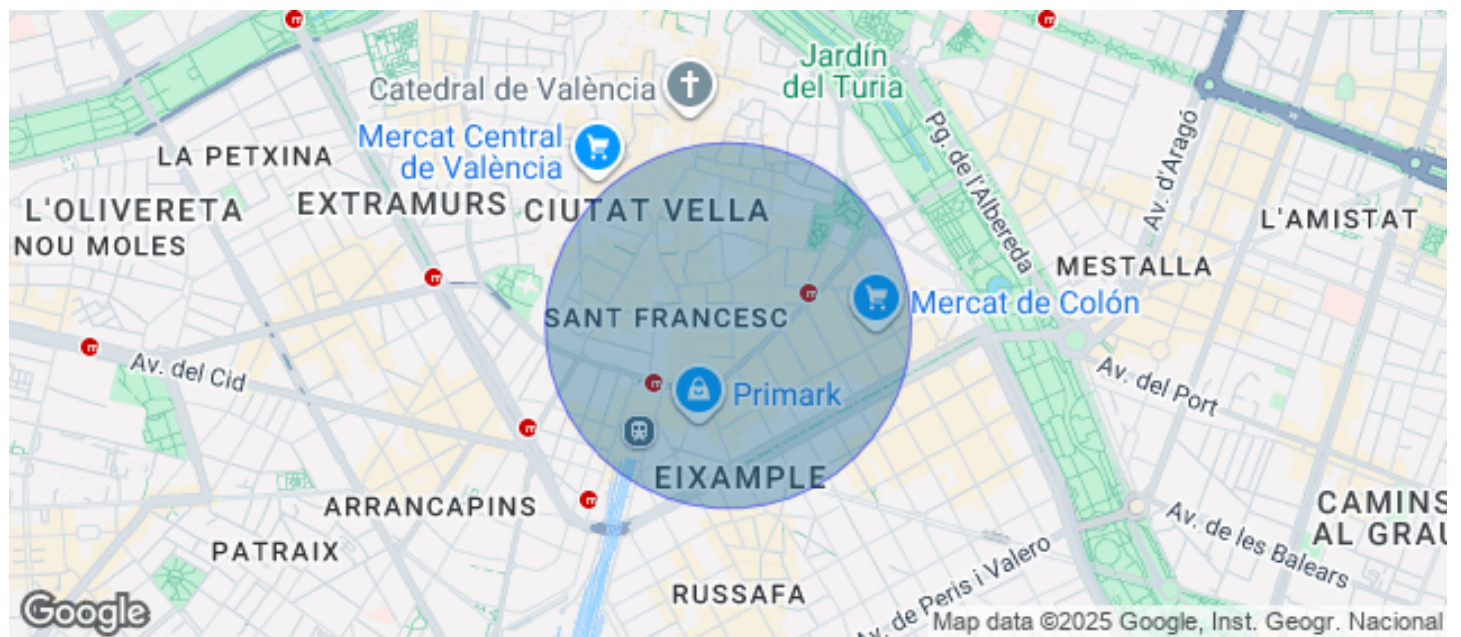 Jardín
del Turia
Catedral de València
Mercat Central
de València
LA PETXINA
Pg. de l'Albereda
Av. d'Aragó
L'OLIVERETA
EXTRAMURS
CIUTAT VELLA
L'AMISTAT
NOU MOLES
MESTALLA
Mercat de Colón
SANT FRANCESC
Av. del Cid
Primark
Av. del Port
EIXAMPLE
ARRANCAPINS
CAMINS
AL GRAU
Av. de les Balears
PATRAIX
Av. de Peris i Valero
RUSSAFA
Google
Map data ©2025 Google, Inst. Geogr. Nacional